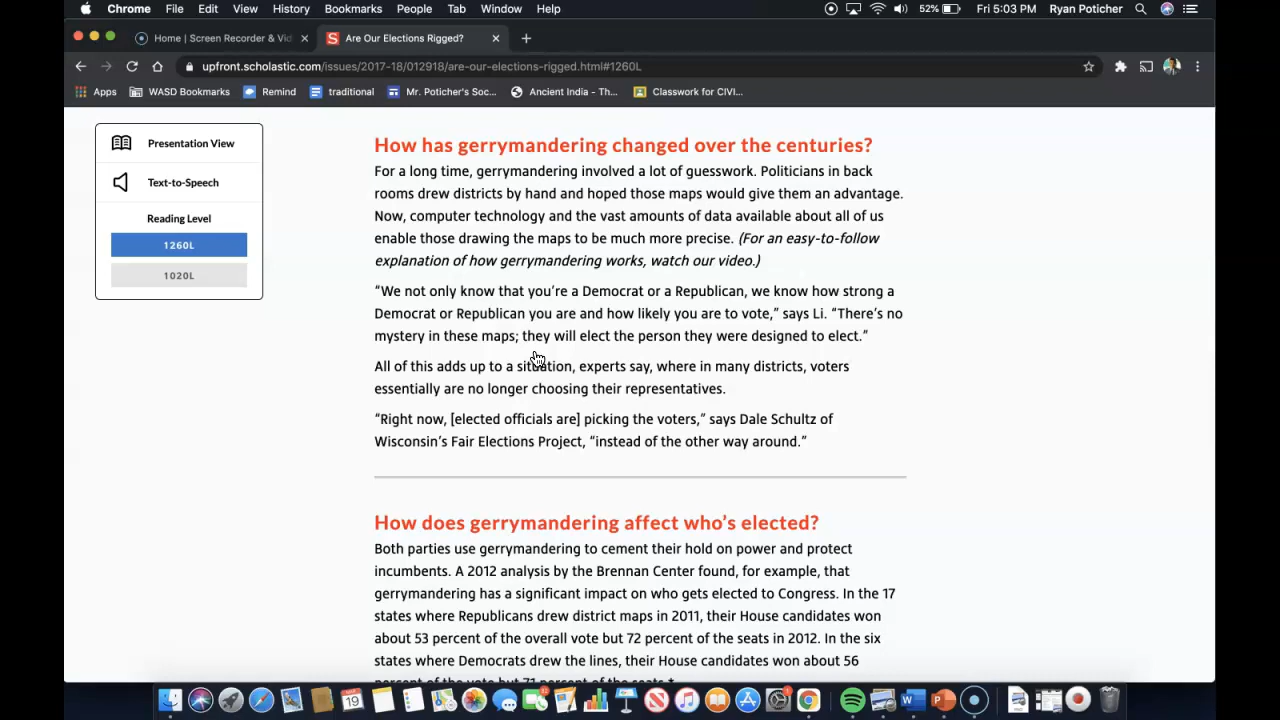 Chrome File Edit View History Bookmarks People Tab Window Help 52% Fri 5:03 PM Ryan Poticher
Home | Screen Recorder & Vid
Are Our Elections Rigged?
upfront.scholastic.com/issues/2017-18/012918/are-our-elections-rigged.html#1260L
Apps WASD Bookmarks Remind traditional Mr. Poticher's Soc... Ancient India - Th... Classwork for CIVI...
Presentation View
Text-to-Speech
Reading Level
1260L
1020L
How has gerrymandering changed over the centuries?
For a long time, gerrymandering involved a lot of guesswork. Politicians in back
rooms drew districts by hand and hoped those maps would give them an advantage.
Now, computer technology and the vast amounts of data available about all of us
enable those drawing the maps to be much more precise. (For an easy-to-follow
explanation of how gerrymandering works, watch our video.)
“We not only know that you’re a Democrat or a Republican, we know how strong a
Democrat or Republican you are and how likely you are to vote,” says Li. “There’s no
mystery in these maps; they will elect the person they were designed to elect.”
All of this adds up to a situation, experts say, where in many districts, voters
essentially are no longer choosing their representatives.
“Right now, [elected officials are] picking the voters,” says Dale Schultz of
Wisconsin’s Fair Elections Project, “instead of the other way around.”
How does gerrymandering affect who’s elected?
Both parties use gerrymandering to cement their hold on power and protect
incumbents. A 2012 analysis by the Brennan Center found, for example, that
gerrymandering has a significant impact on who gets elected to Congress. In the 17
states where Republicans drew district maps in 2011, their House candidates won
about 53 percent of the overall vote but 72 percent of the seats in 2012. In the six
states where Democrats drew the lines, their House candidates won about 56
percent of the vote but 71 percent of the seats.*